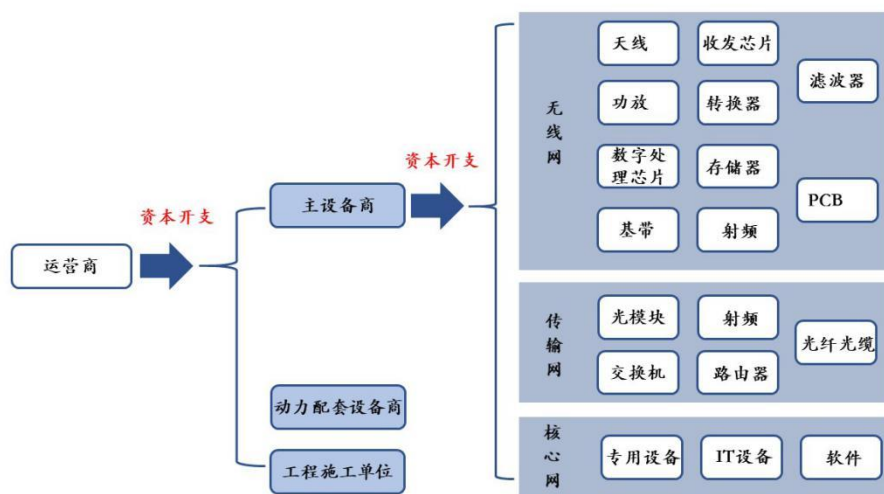 运营商
资本开支
主设备商
动力配套设备商
工程施工单位
资本开支
无线网
天线
收发芯片
滤波器
功放
转换器
数字处
理芯片
存储器
PCB
基带
射频
传输网
光模块
射频
光纤光缆
交换机
路由器
核心网
专用设备
IT设备
软件